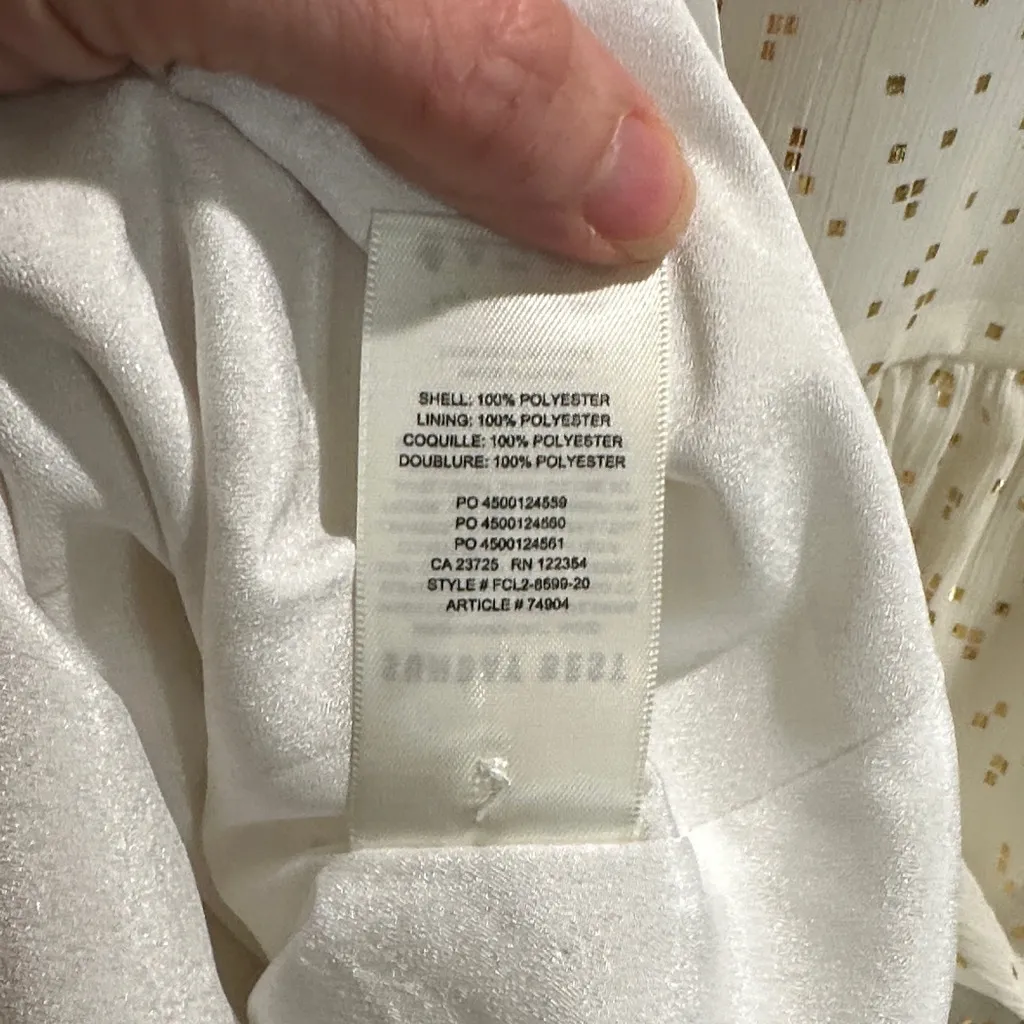 SHELL: 100% POLYESTER
LINING: 100% POLYESTER
COQUILLE: 100% POLYESTER
DOUBLURE: 100% POLYESTER
PO 4500124559
PO 4500124560
PO 4500124561
CA 23725 RN 122354
STYLE # FCL2-8699-20
ARTICLE # 74904